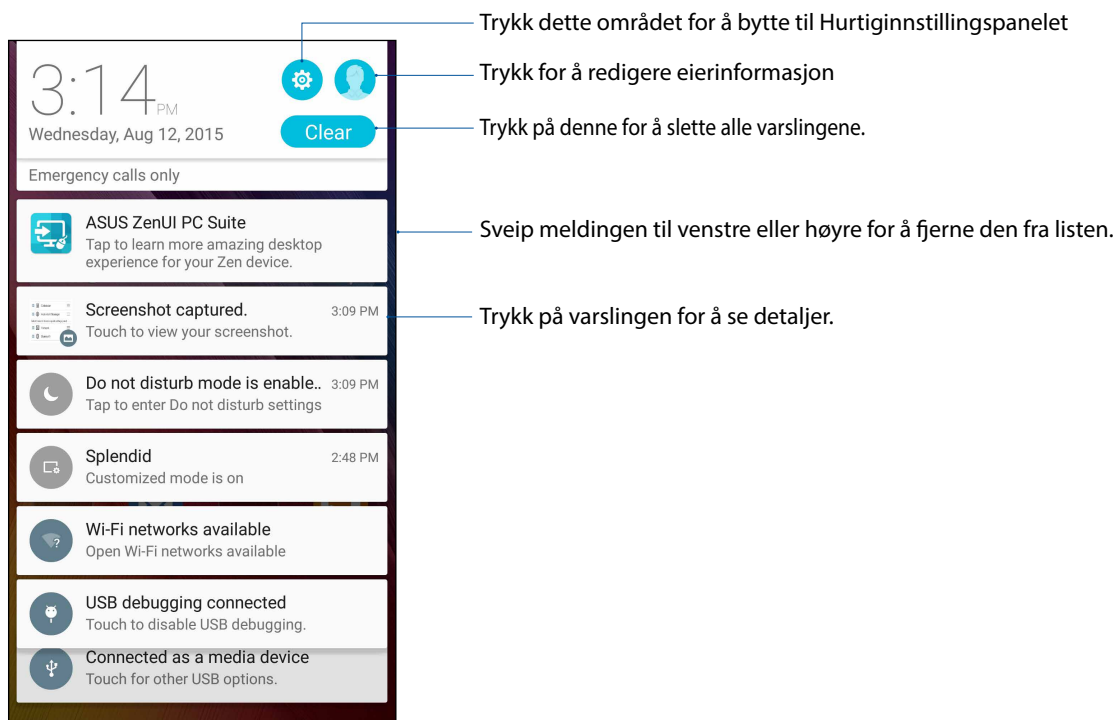 Trykk dette området for å bytte til Hurtiginnstillingspanelet
3:14 PM
Trykk for å redigere eierinformasjon
Wednesday, Aug 12, 2015
Clear
Trykk på denne for å slette alle varslingene.
Emergency calls only
ASUS ZenUI PC Suite
Tap to learn more amazing desktop
experience for your Zen device.
Sveip meldingen til venstre eller høyre for å fjerne den fra listen.
Screenshot captured. 3:09 PM
Touch to view your screenshot.
Trykk på varslingen for å se detaljer.
Do not disturb mode is enable.. 3:09 PM
Tap to enter Do not disturb settings
Splendid 2:48 PM
Customized mode is on
Wi-Fi networks available
Open Wi-Fi networks available
USB debugging connected
Touch to disable USB debugging.
Connected as a media device
Touch for other USB options.